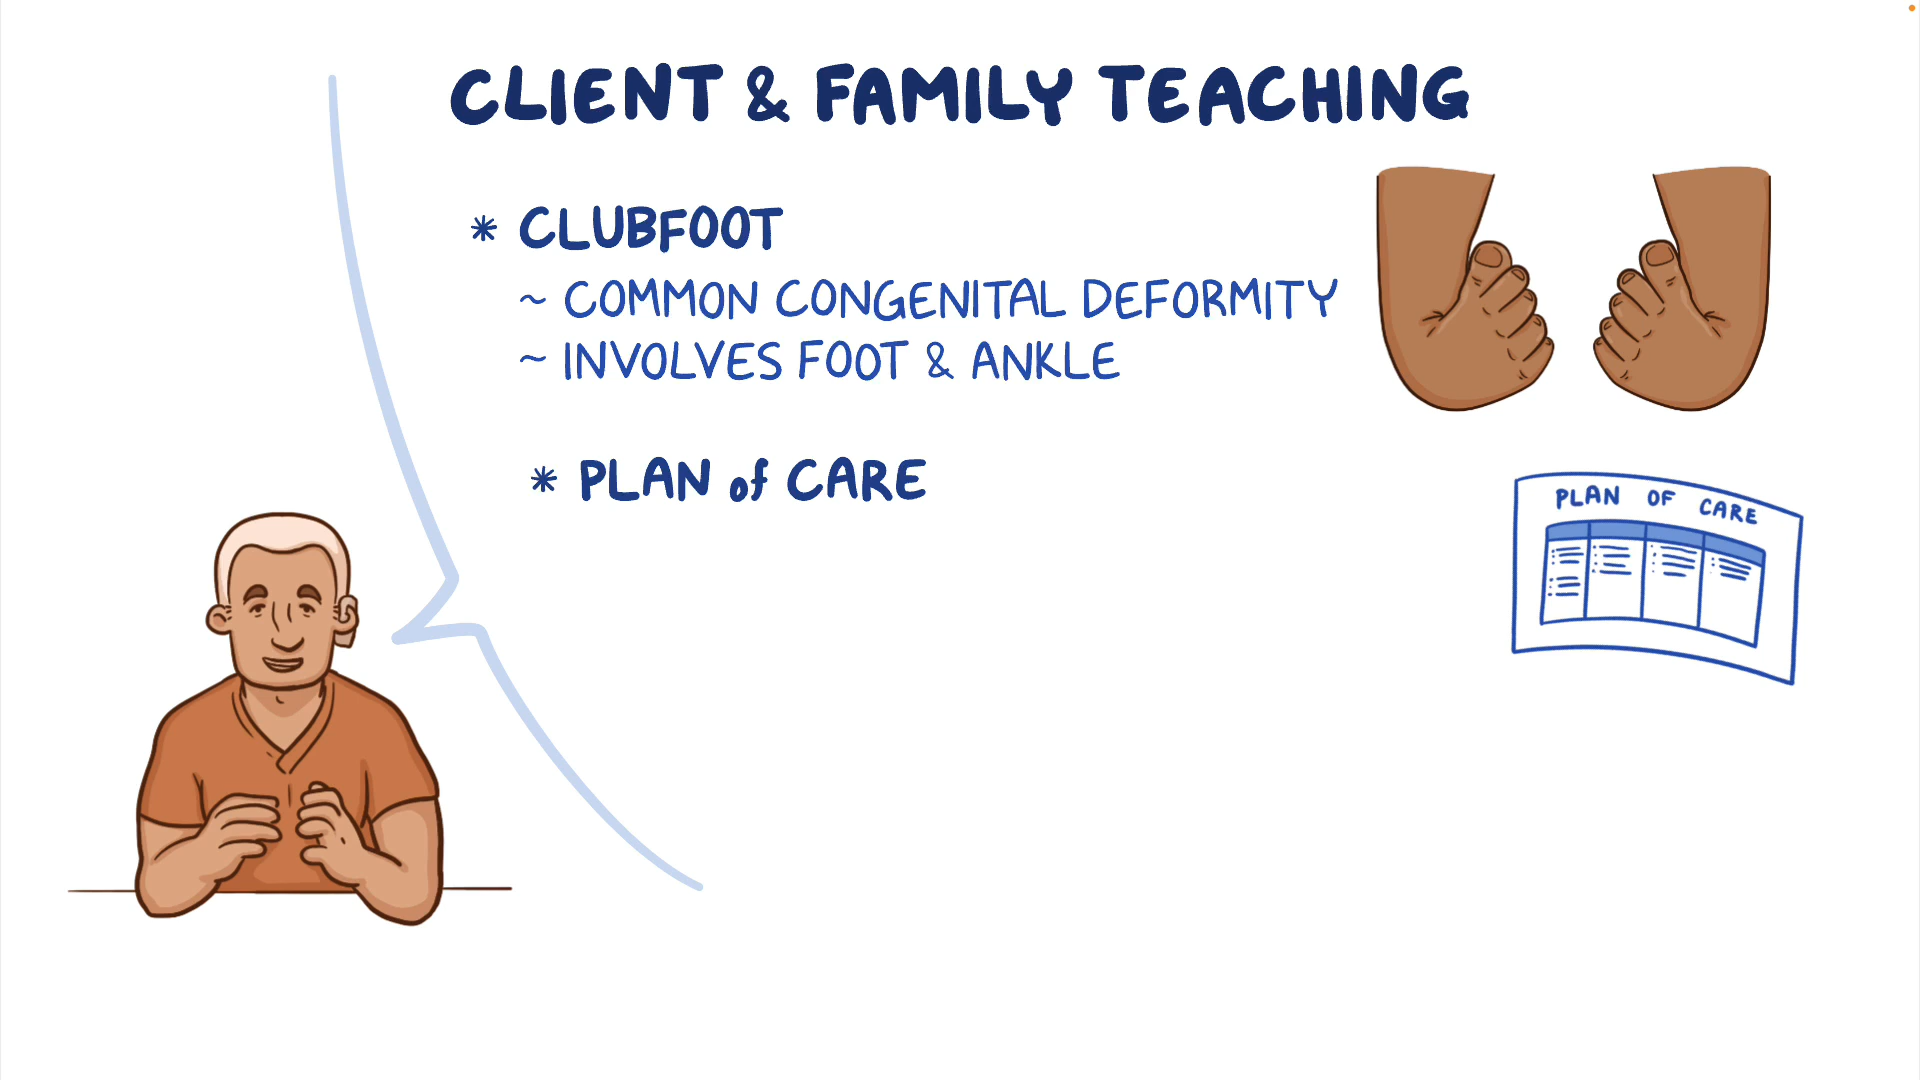 CLIENT & FAMILY TEACHING
* CLUBFOOT
~ COMMON CONGENITAL DEFORMITY
~ INVOLVES FOOT & ANKLE
* PLAN of CARE
PLAN OF CARE